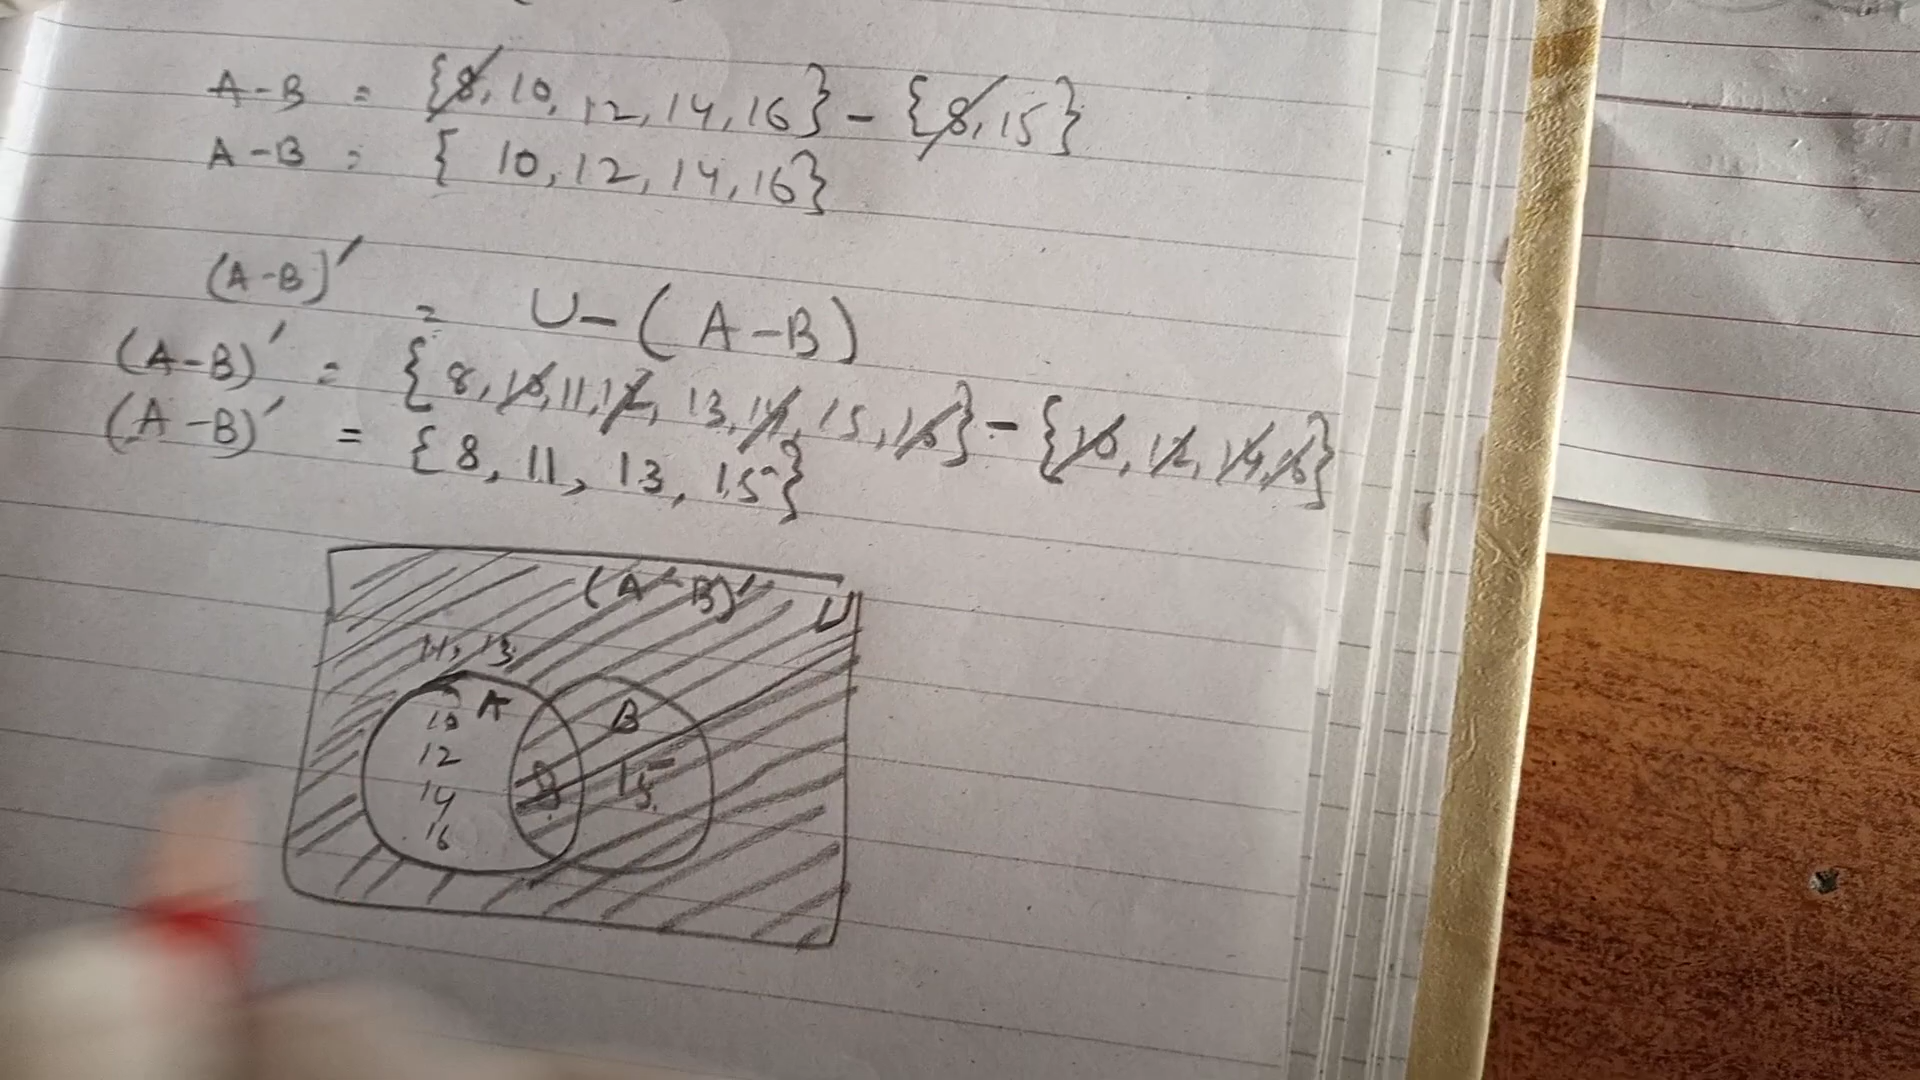 A-B = {8, 10, 12, 14, 16} - {8, 15}
A-B = { 10, 12, 14, 16}
(A-B)' = U-(A-B)
(A-B)' = {8, 10, 11, 12, 13, 14, 15, 16} - {10, 12, 14, 16}
(A-B)' = {8, 11, 13, 15}
(A-B)'
U
11, 13
A
B
10
12
14
16
8
15